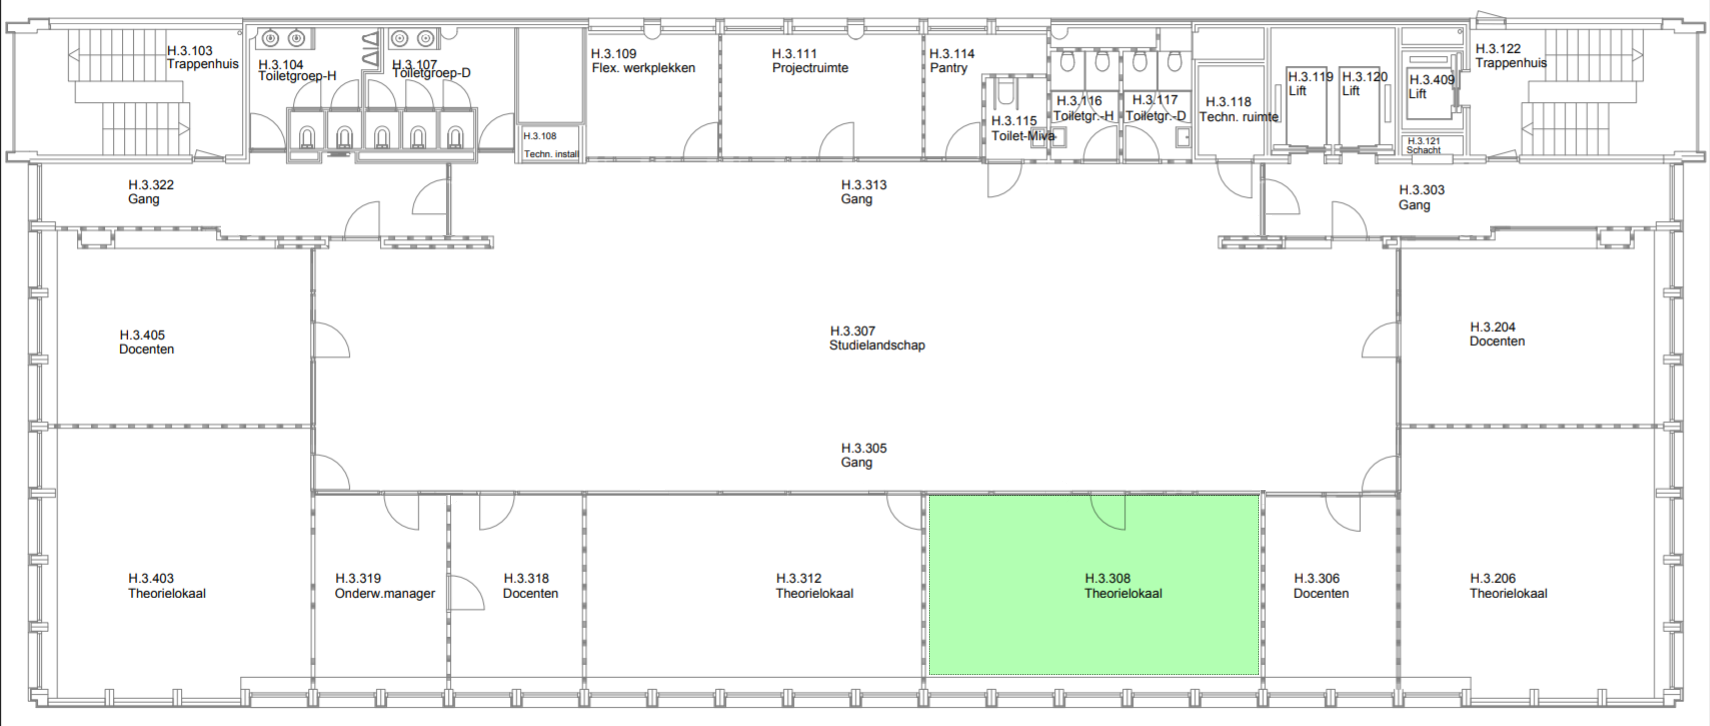 H.3.103
Trappenhuis
H.3.104
Toiletgroep-H
H.3.107
Toiletgroep-D
H.3.108
Techn. install
H.3.109
Flex. werkplekken
H.3.111
Projectruimte
H.3.114
Pantry
H.3.115
Toilet-Miva
H.3.116
Toiletgr.-H
H.3.117
Toiletgr.-D
H.3.118
Techn. ruimte
H.3.119
Lift
H.3.120
Lift
H.3.409
Lift
H.3.121
Schacht
H.3.122
Trappenhuis
H.3.322
Gang
H.3.313
Gang
H.3.303
Gang
H.3.405
Docenten
H.3.307
Studielandschap
H.3.204
Docenten
H.3.305
Gang
H.3.403
Theorielokaal
H.3.319
Onderw.manager
H.3.318
Docenten
H.3.312
Theorielokaal
H.3.308
Theorielokaal
H.3.306
Docenten
H.3.206
Theorielokaal